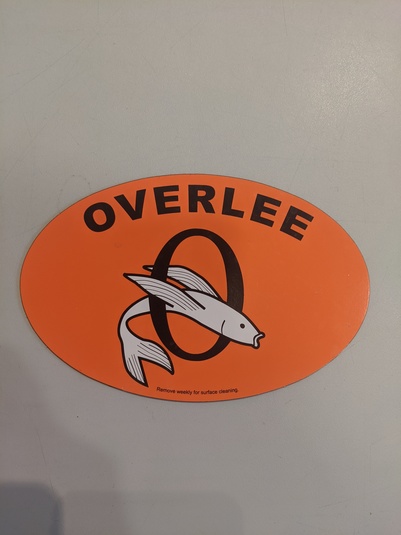 OVERLEE
O
Remove weekly for surface cleaning.